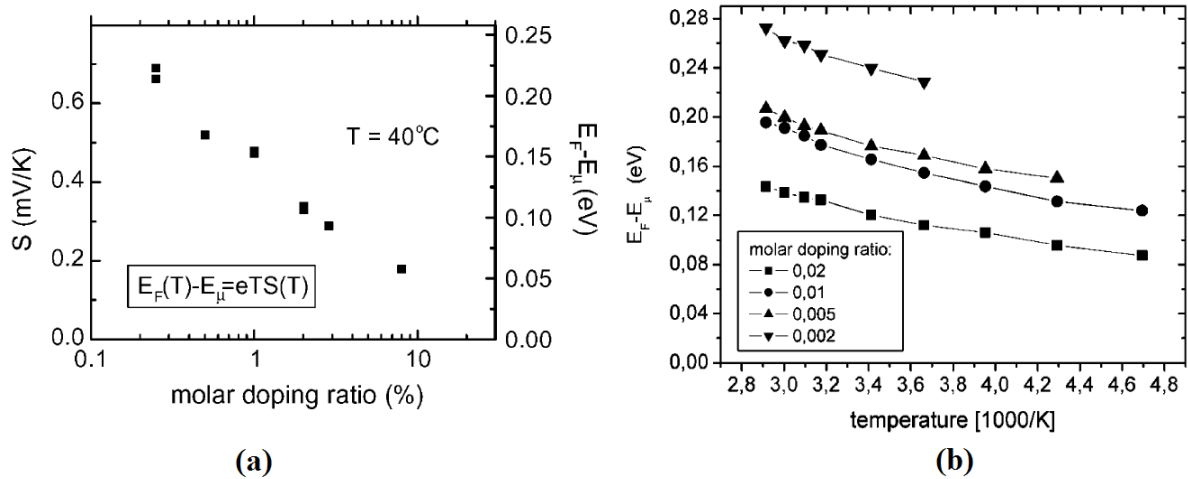 0.6
0.4
0.2
0.0
S (mV/K)
T = 40°C
E_F(T)-E_μ=eTS(T)
0.25
0.20
0.15
0.10
0.05
0.00
E_F-E_μ (eV)
0.1
1
10
molar doping ratio (%)
(a)
0,28
0,24
0,20
0,16
0,12
0,08
0,04
0,00
E_F-E_μ (eV)
molar doping ratio:
0,02
0,01
0,005
0,002
2,8 3,0 3,2 3,4 3,6 3,8 4,0 4,2 4,4 4,6 4,8
temperature [1000/K]
(b)